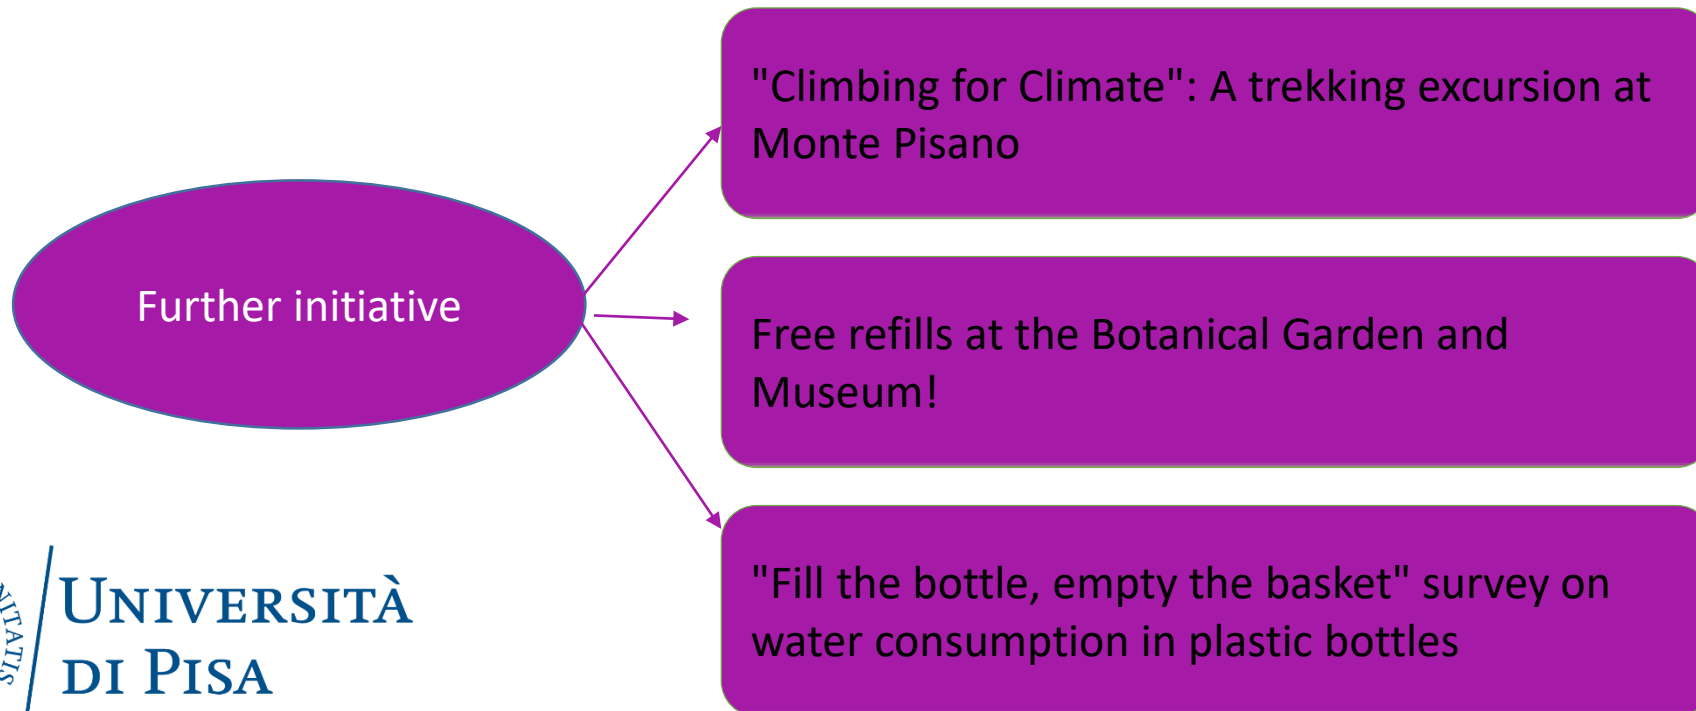 "Climbing for Climate": A trekking excursion at
Monte Pisano
Further initiative
Free refills at the Botanical Garden and
Museum!
"Fill the bottle, empty the basket" survey on
water consumption in plastic bottles
UNIVERSITÀ
DI PISA